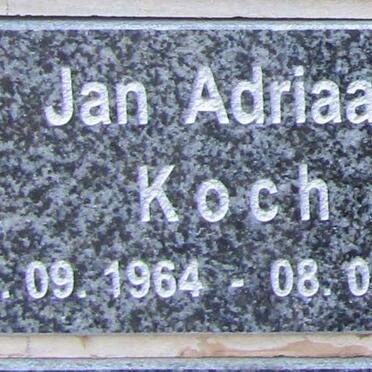 Jan Adriaa
Koch
. 09. 1964 - 08. 0